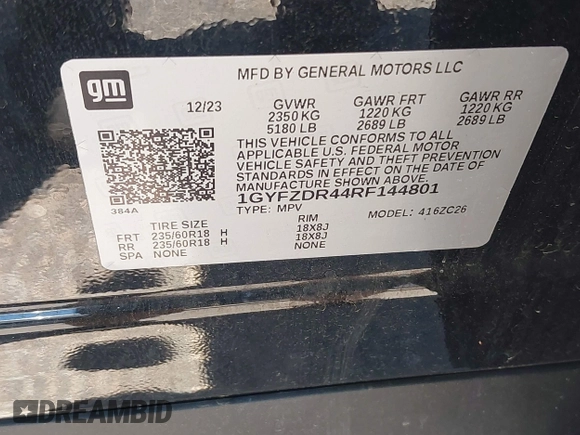 gm
MFD BY GENERAL MOTORS LLC
12/23 GVWR GAWR FRT GAWR RR
2350 KG 1220 KG 1220 KG
5180 LB 2689 LB 2689 LB
THIS VEHICLE CONFORMS TO ALL
APPLICABLE U.S. FEDERAL MOTOR
VEHICLE SAFETY AND THEFT PREVENTION
STANDARDS IN EFFECT ON THE DATE OF
MANUFACTURE SHOWN ABOVE.
384A 1GYFZDR44RF144801
TYPE: MPV MODEL: 416ZC26
TIRE SIZE RIM
FRT 235/60R18 H 18X8J
RR 235/60R18 H 18X8J
SPA NONE NONE
DREAMBID